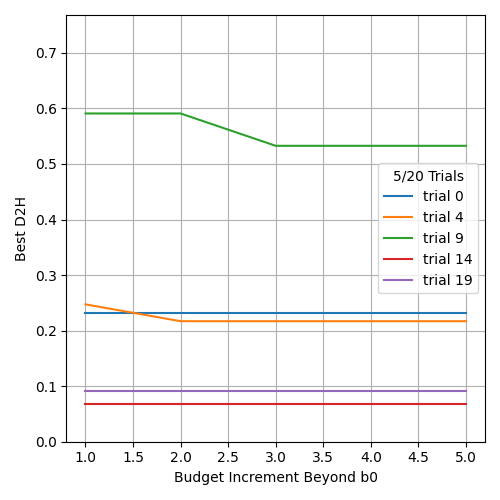 0.7
0.6
0.5
0.4
0.3
0.2
0.1
0.0
Best D2H
5/20 Trials
trial 0
trial 4
trial 9
trial 14
trial 19
1.0 1.5 2.0 2.5 3.0 3.5 4.0 4.5 5.0
Budget Increment Beyond b0